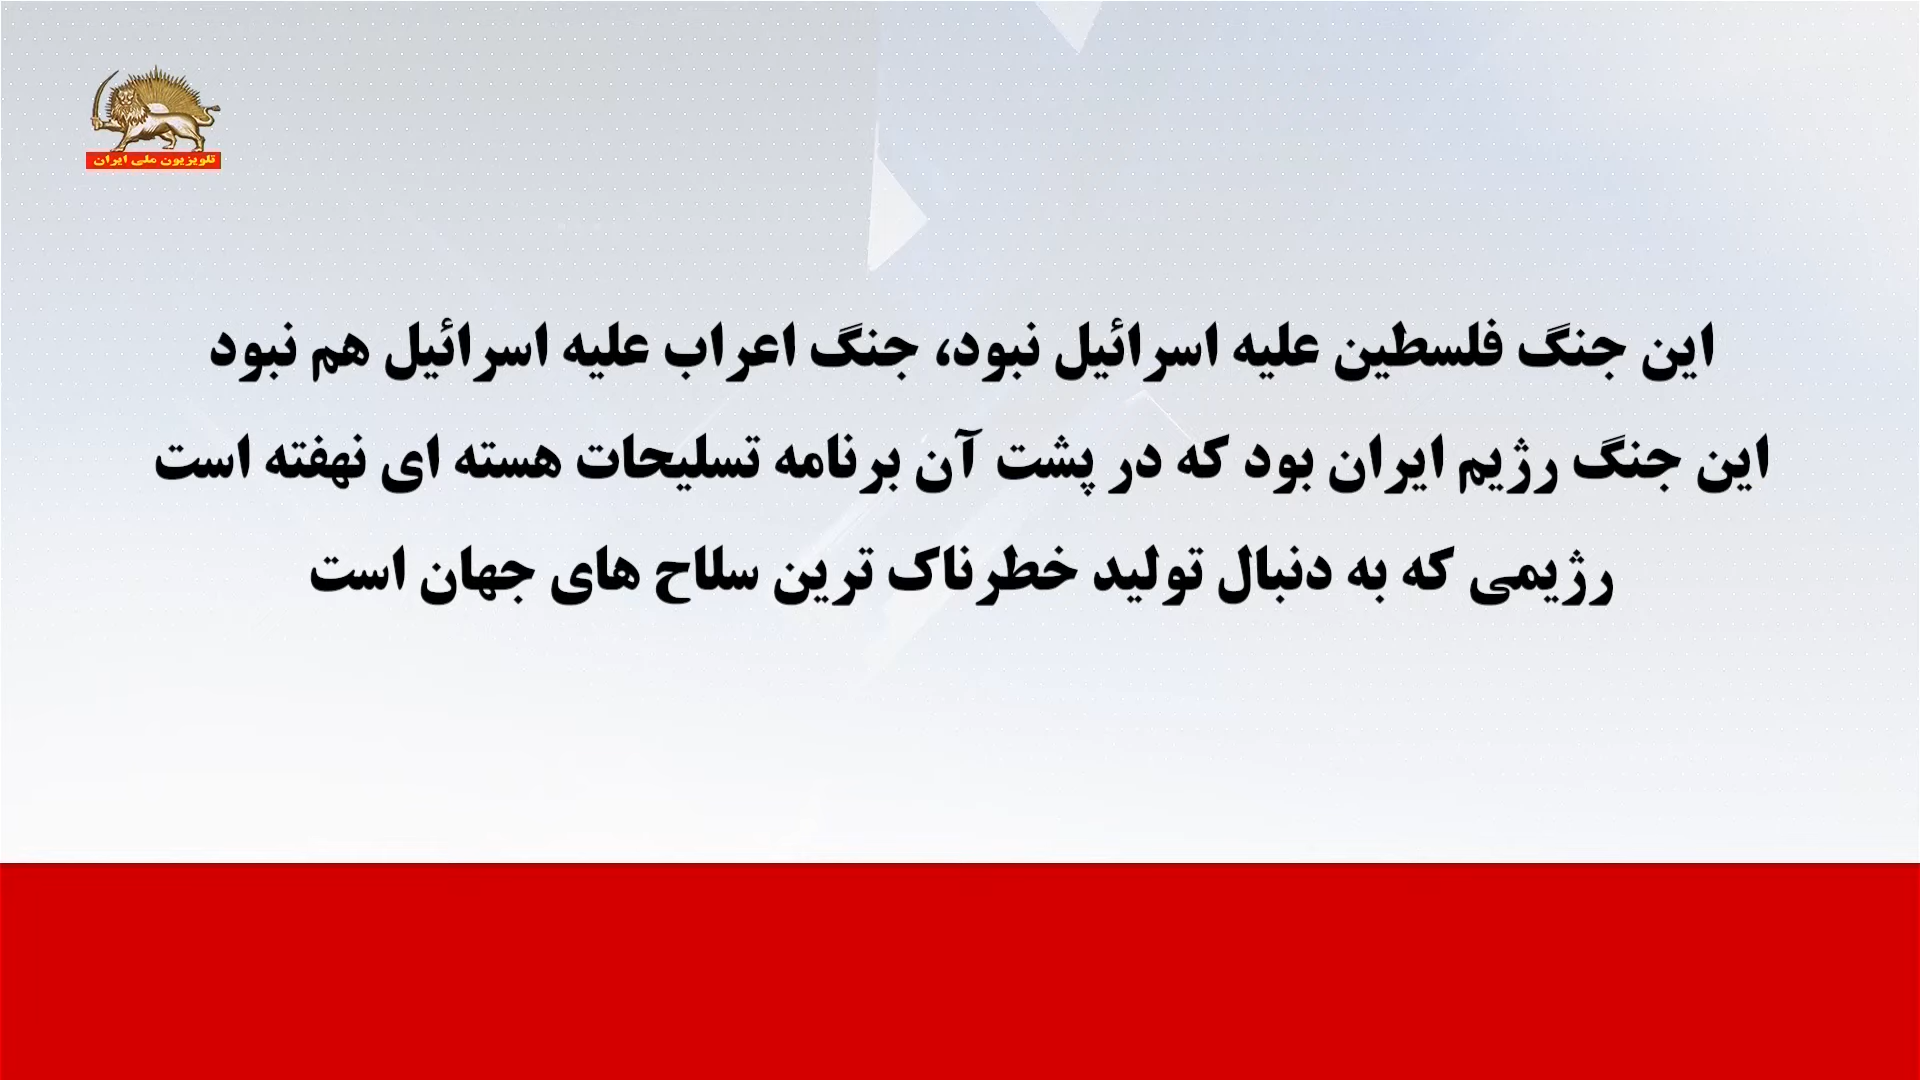 تلویزیون ملی ایران
این جنگ فلسطین علیه اسرائیل نبود، جنگ اعراب علیه اسرائیل هم نبود
این جنگ رژیم ایران بود که در پشت آن برنامه تسلیحات هسته ای نهفته است
رژیمی که به دنبال تولید خطرناک ترین سلاح های جهان است